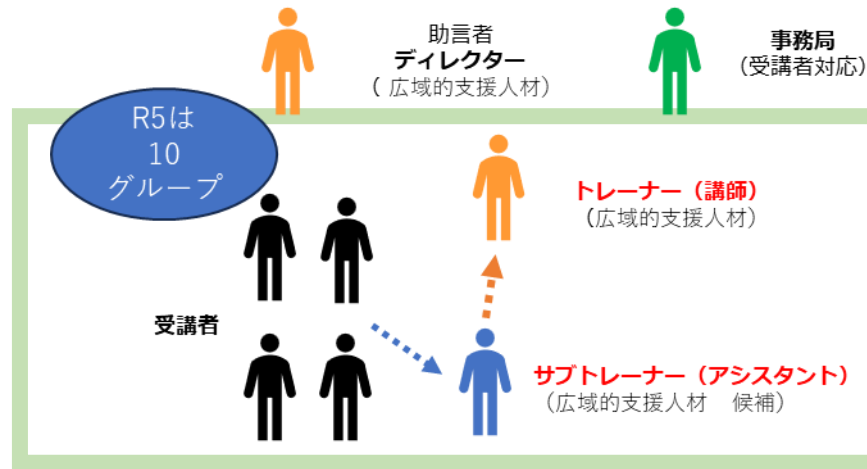 助言者
ディレクター
（ 広域的支援人材）
事務局
（受講者対応）
R5は
10
グループ
トレーナー（講師）
（広域的支援人材）
受講者
サブトレーナー（アシスタント）
（広域的支援人材　候補）